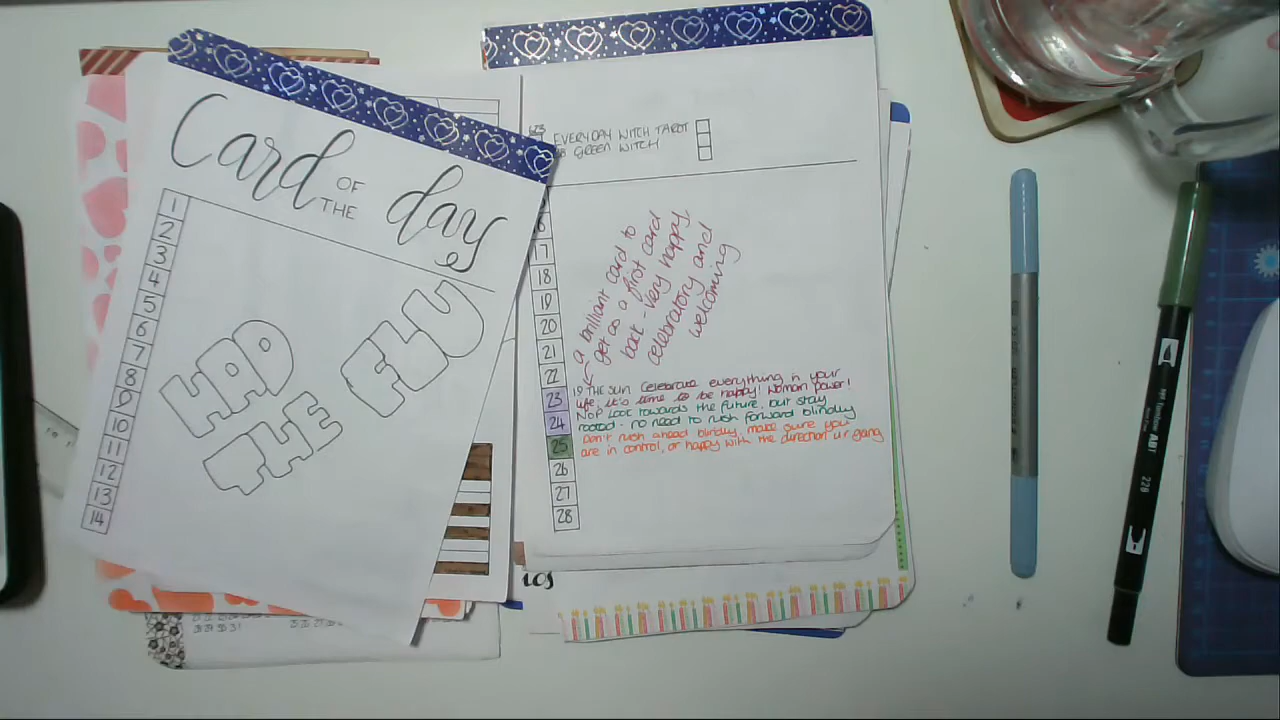 Card
OF
THE
day
1
2
3
4
5
6
7
8
9
10
11
12
13
14
HAD
THE
FLU
EVERYDAY WITCH TAROT
GREEN WITCH
17
18
19
20
21
22
23
24
25
26
27
28
a brilliant card to
get as a first card
back - very happy
celebratory and
welcoming
19 THE SUN Celebrate everything in your
life, it's time to be happy! Woman power!
Look towards the future, but stay
rooted - no need to rush forward blindly
Don't rush ahead blindly, make sure you
are in control, or happy with the direction ur going
Tombow ABT
228